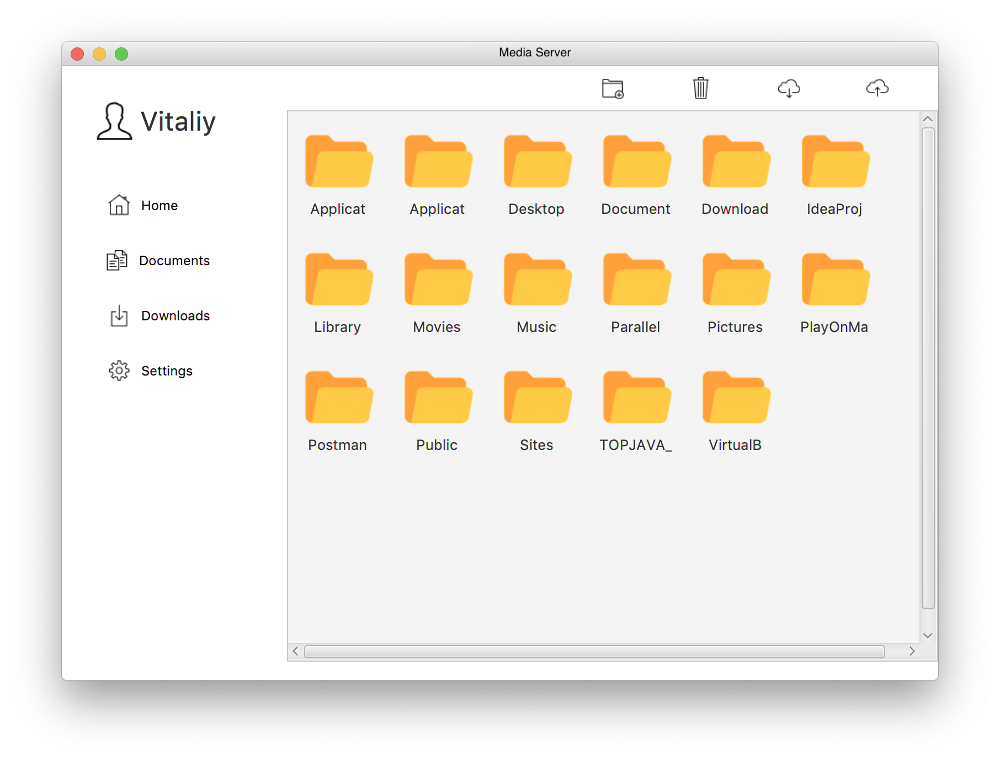 Media Server
Vitaliy
Home
Documents
Downloads
Settings
Applicat
Applicat
Desktop
Document
Download
IdeaProj
Library
Movies
Music
Parallel
Pictures
PlayOnMa
Postman
Public
Sites
TOPJAVA_
VirtualB